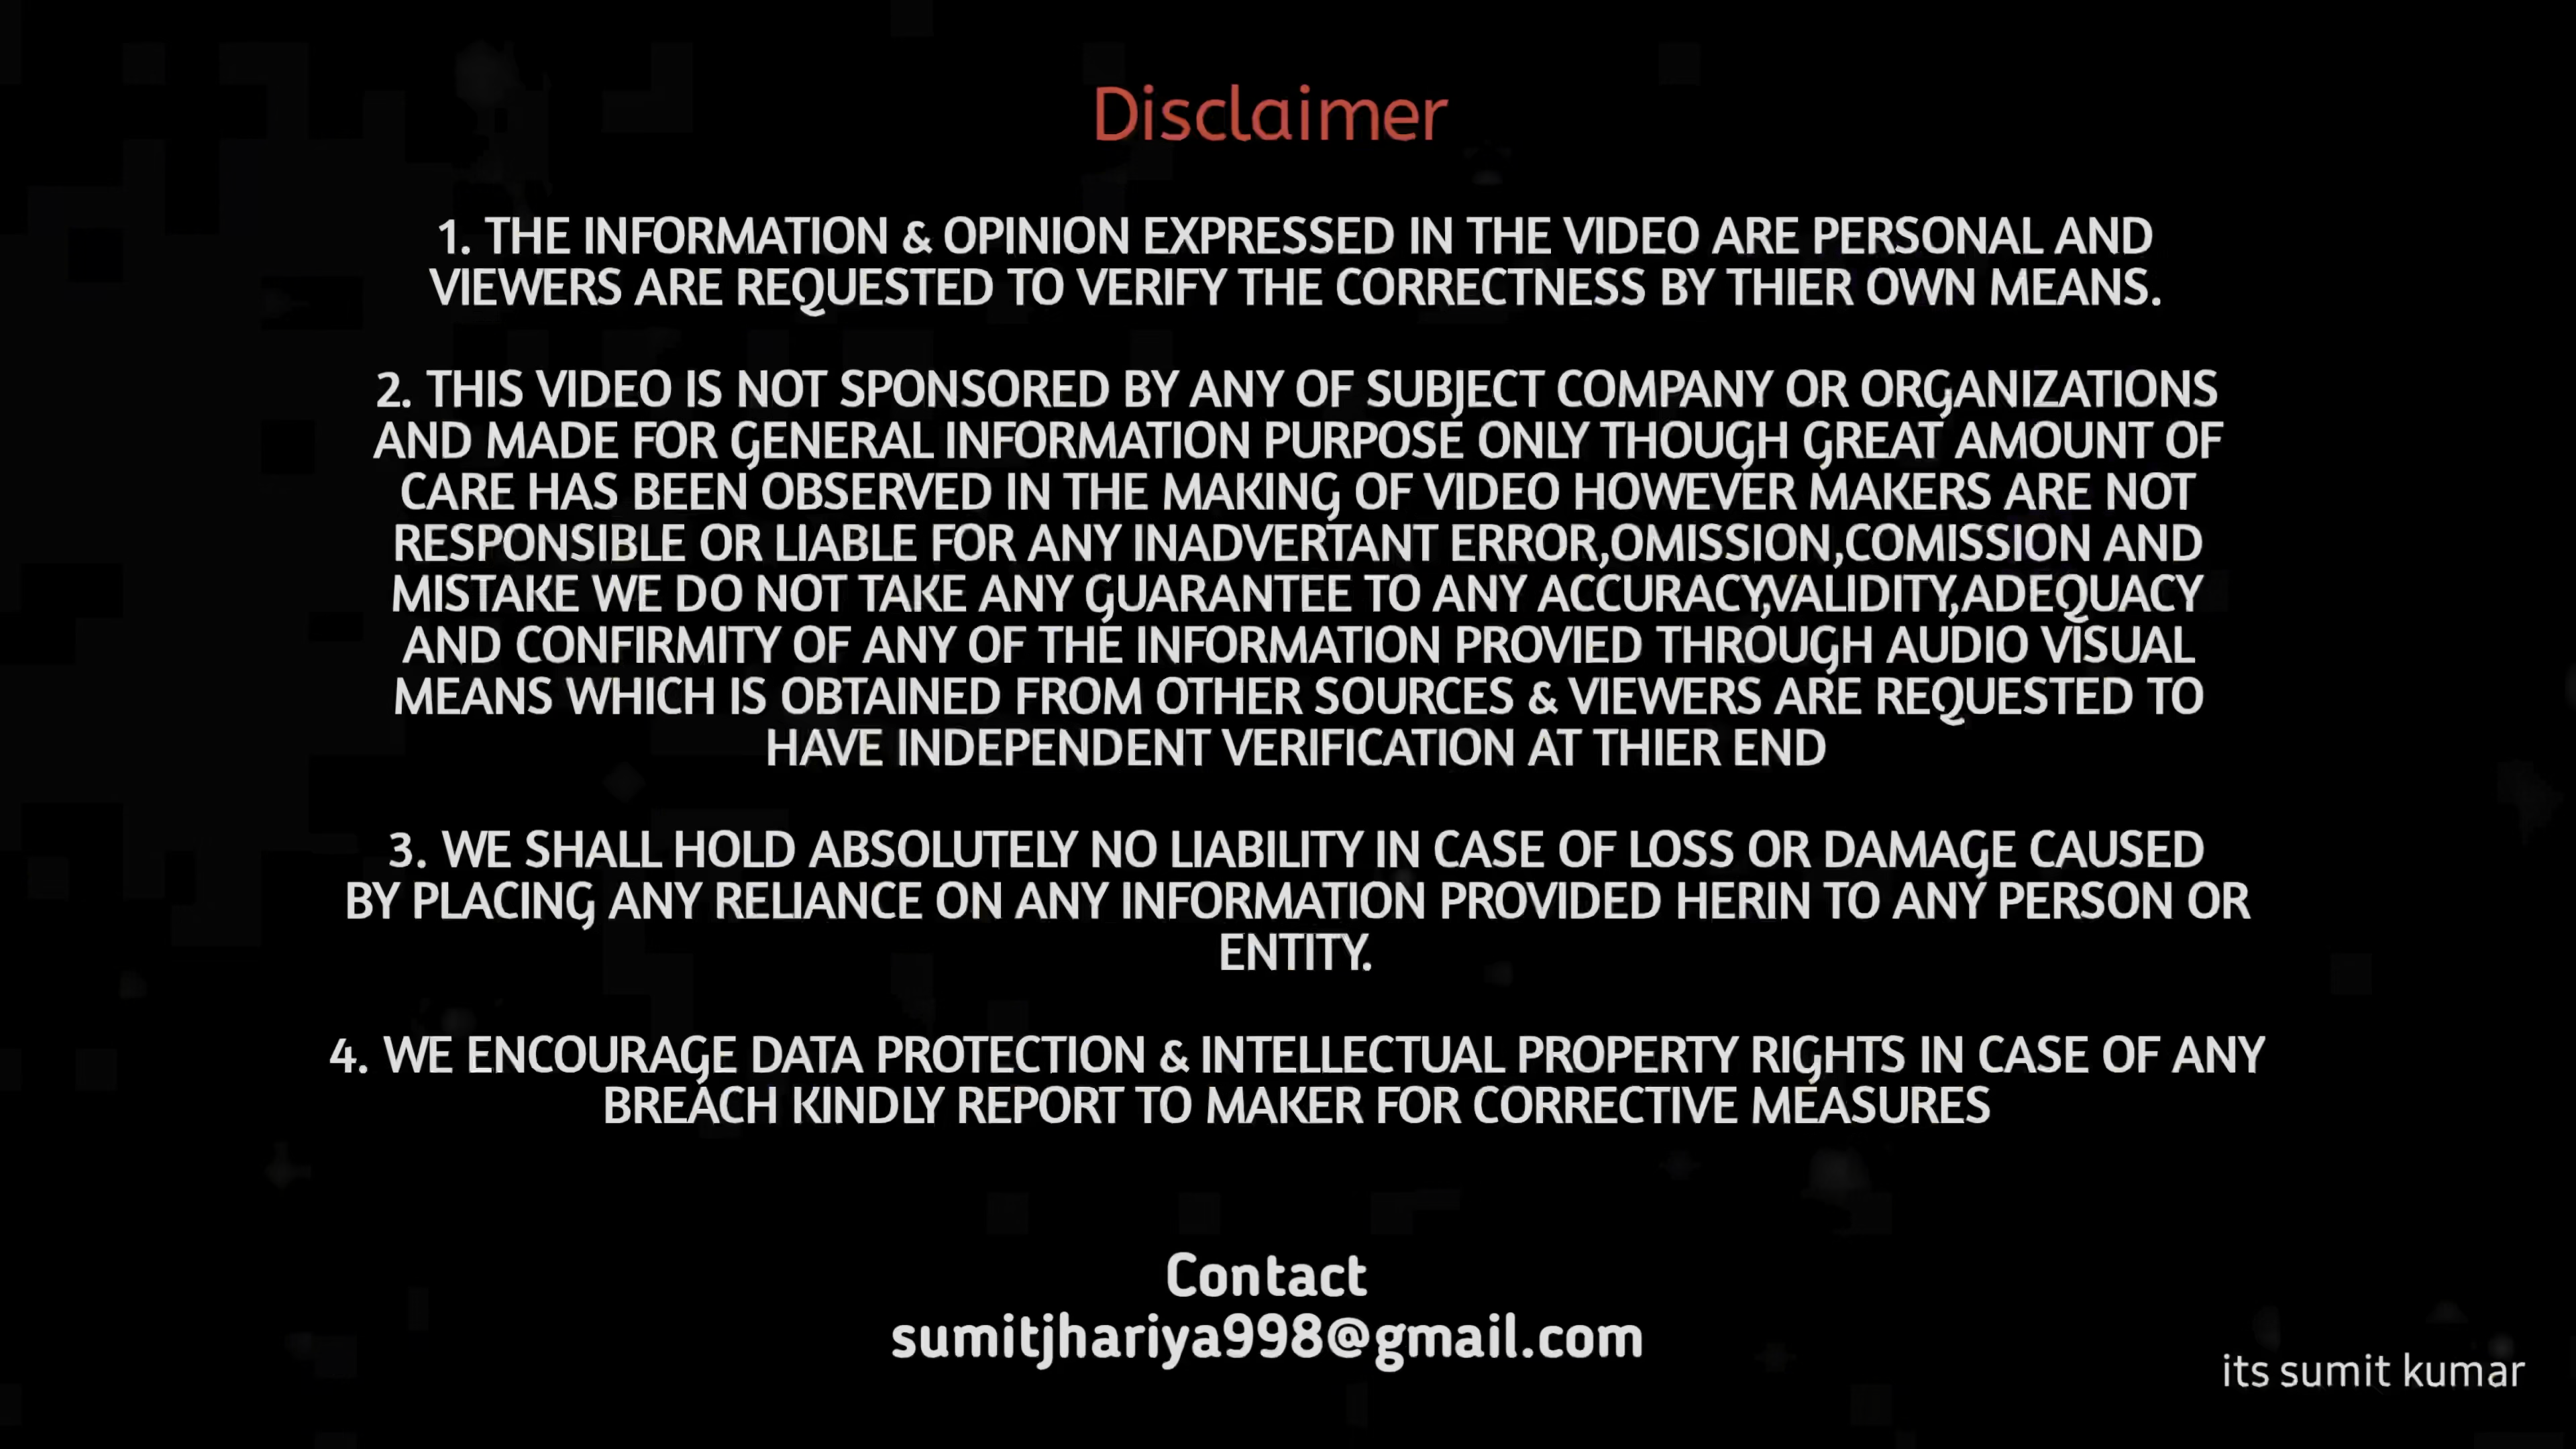 Disclaimer
1. THE INFORMATION & OPINION EXPRESSED IN THE VIDEO ARE PERSONAL AND
VIEWERS ARE REQUESTED TO VERIFY THE CORRECTNESS BY THIER OWN MEANS.
2. THIS VIDEO IS NOT SPONSORED BY ANY OF SUBJECT COMPANY OR ORGANIZATIONS
AND MADE FOR GENERAL INFORMATION PURPOSE ONLY THOUGH GREAT AMOUNT OF
CARE HAS BEEN OBSERVED IN THE MAKING OF VIDEO HOWEVER MAKERS ARE NOT
RESPONSIBLE OR LIABLE FOR ANY INADVERTANT ERROR,OMISSION,COMISSION AND
MISTAKE WE DO NOT TAKE ANY GUARANTEE TO ANY ACCURACY,VALIDITY,ADEQUACY
AND CONFIRMITY OF ANY OF THE INFORMATION PROVIED THROUGH AUDIO VISUAL
MEANS WHICH IS OBTAINED FROM OTHER SOURCES & VIEWERS ARE REQUESTED TO
HAVE INDEPENDENT VERIFICATION AT THIER END
3. WE SHALL HOLD ABSOLUTELY NO LIABILITY IN CASE OF LOSS OR DAMAGE CAUSED
BY PLACING ANY RELIANCE ON ANY INFORMATION PROVIDED HERIN TO ANY PERSON OR
ENTITY.
4. WE ENCOURAGE DATA PROTECTION & INTELLECTUAL PROPERTY RIGHTS IN CASE OF ANY
BREACH KINDLY REPORT TO MAKER FOR CORRECTIVE MEASURES
Contact
sumitjhariya998@gmail.com
its sumit kumar